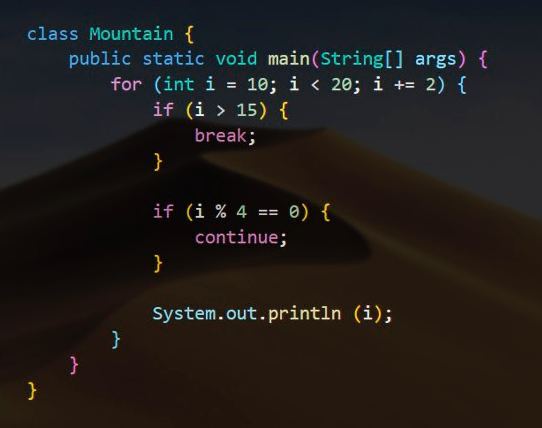 class Mountain {
    public static void main(String[] args) {
        for (int i = 10; i < 20; i += 2) {
            if (i > 15) {
                break;
            }

            if (i % 4 == 0) {
                continue;
            }

            System.out.println (i);
        }
    }
}